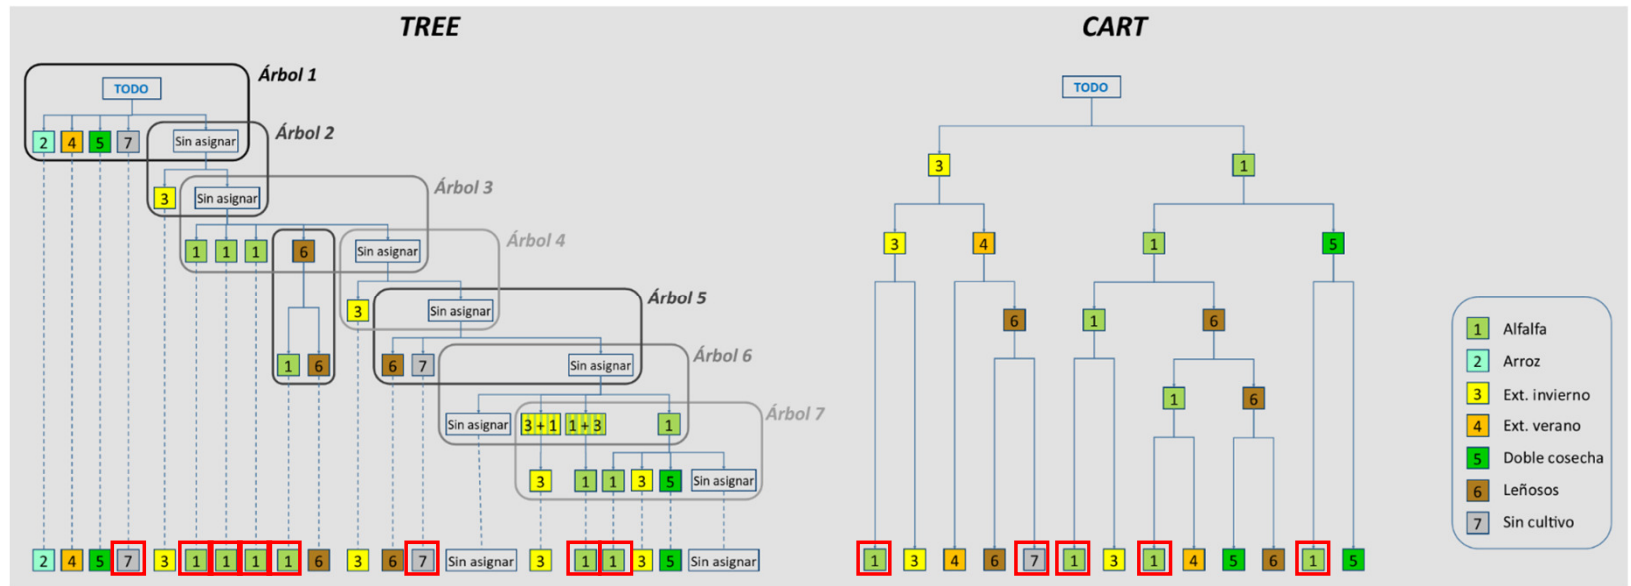 TREE
CART
Árbol 1
TODO
TODO
Árbol 2
2 4 5 7 Sin asignar
3 1
Árbol 3
3 Sin asignar
Árbol 4
1 1 1 6 Sin asignar
3 4 1 5
Árbol 5
3 Sin asignar
6 1 6
Árbol 6
1 6 6 7 Sin asignar
1 6
Árbol 7
Sin asignar 3 + 1 1 + 3 1
3 1 1 3 5 Sin asignar
2 4 5 7 3 1 1 1 1 6 3 6 7 Sin asignar 3 1 1 3 5 Sin asignar
1 3 4 6 7 1 3 1 4 5 6 1 5
1 Alfalfa
2 Arroz
3 Ext. invierno
4 Ext. verano
5 Doble cosecha
6 Leñosos
7 Sin cultivo